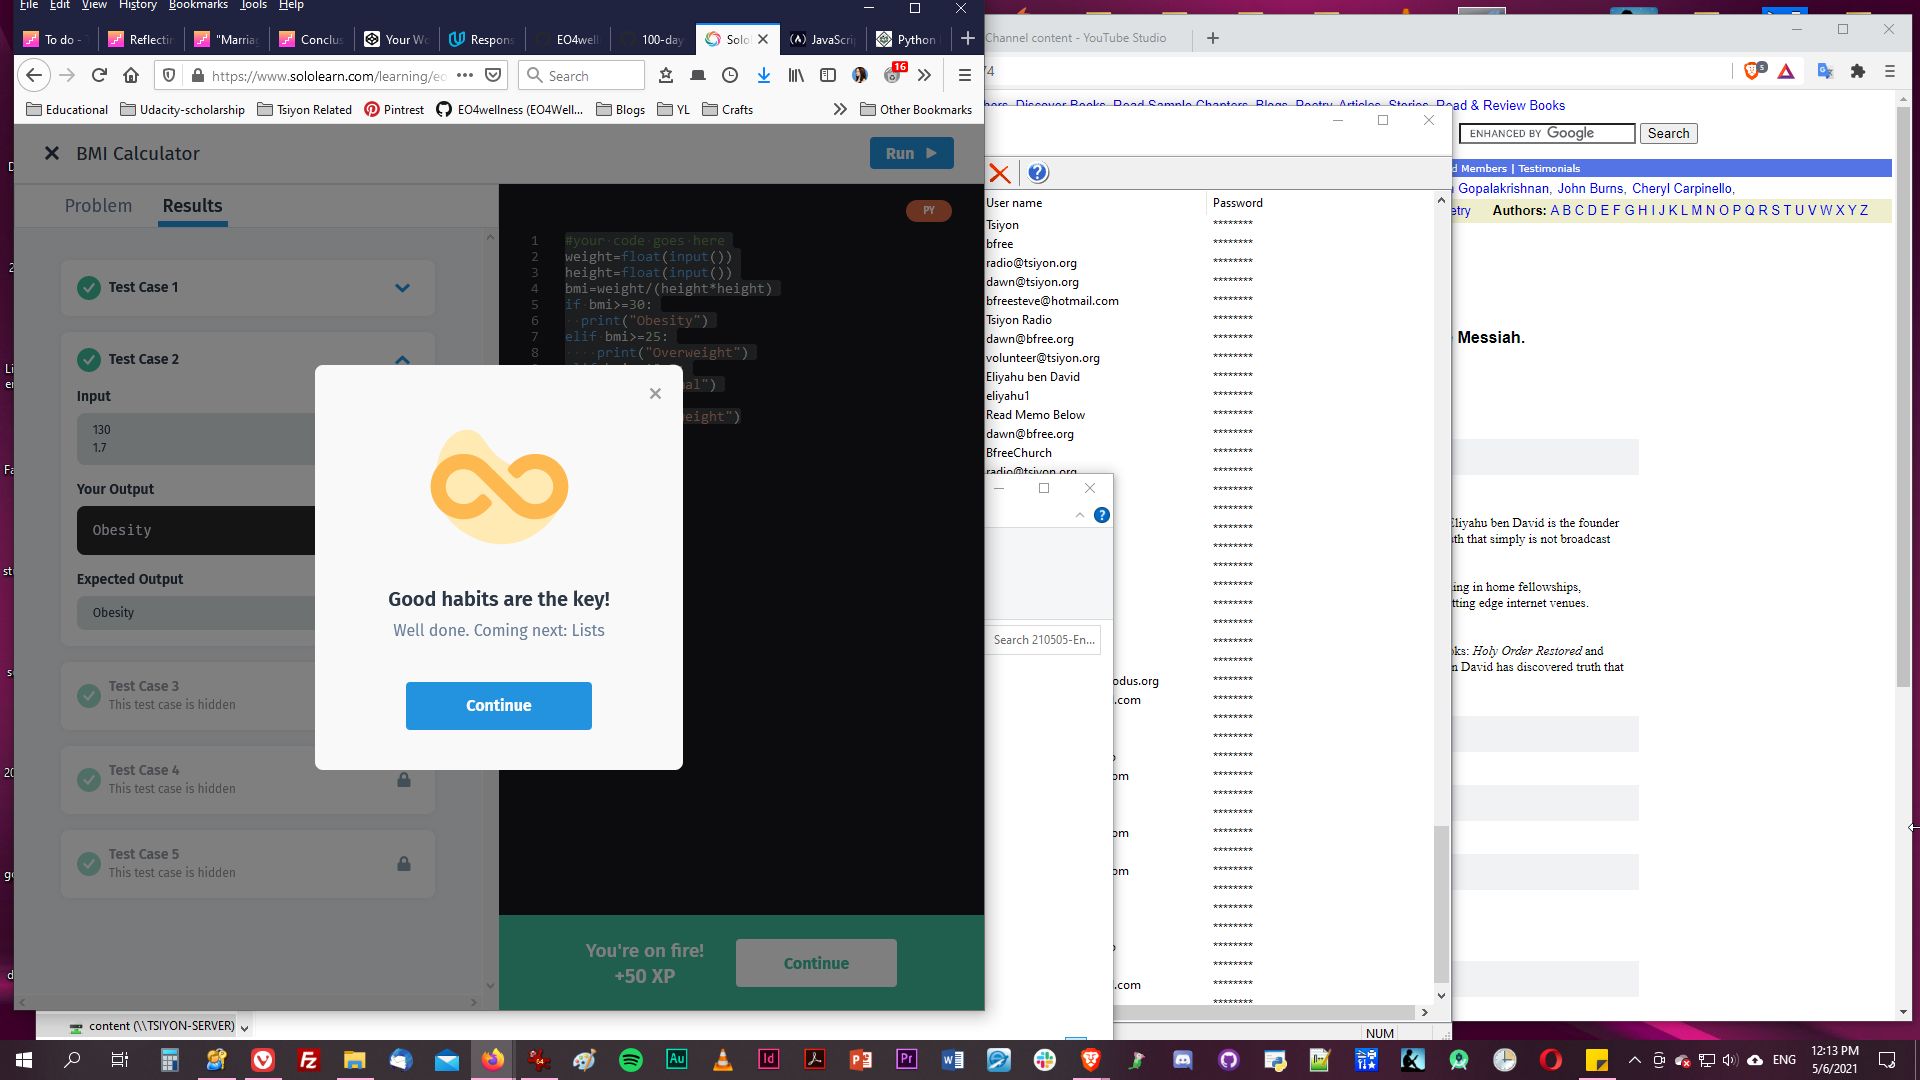 File Edit View History Bookmarks Tools Help
To do - Reflectin "Marria Conclus Your Wo Respons EO4well 100-day Solo JavaScri Python
https://www.sololearn.com/learning/eo
Search
16
Educational Udacity-scholarship Tsiyon Related Pintrest EO4wellness (EO4Well... Blogs YL Crafts Other Bookmarks
BMI Calculator
Run
Problem Results
PY
Test Case 1
Test Case 2
Input
130
1.7
Your Output
Obesity
Expected Output
Obesity
Test Case 3
This test case is hidden
Test Case 4
This test case is hidden
Test Case 5
This test case is hidden
1 #your code goes here
2 weight=float(input())
3 height=float(input())
4 bmi=weight/(height*height)
5 if bmi>=30:
6 print("Obesity")
7 elif bmi>=25:
8 print("Overweight")
al")
eight")
Good habits are the key!
Well done. Coming next: Lists
Continue
You're on fire!
+50 XP
Continue
content (\\TSIYON-SERVER)
User name Password
Tsiyon ********
bfree ********
radio@tsiyon.org ********
dawn@tsiyon.org ********
bfreesteve@hotmail.com ********
Tsiyon Radio ********
dawn@bfree.org ********
volunteer@tsiyon.org ********
Eliyahu ben David ********
eliyahu1 ********
Read Memo Below ********
dawn@bfree.org ********
BfreeChurch ********
radio@tsiyon.org ********
********
********
********
********
********
********
********
********
********
********
odus.org ********
.com ********
********
********
********
om ********
********
********
om ********
********
om ********
********
********
********
********
********
.com ********
********
Search 210505-En...
NUM
Channel content - YouTube Studio
74
5
hers, Discover Books, Read Sample Chapters, Blogs, Poetry, Articles, Stories, Read & Review Books
ENHANCED BY Google
Search
d Members | Testimonials
Gopalakrishnan, John Burns, Cheryl Carpinello,
etry Authors: A B C D E F G H I J K L M N O P Q R S T U V W X Y Z
Messiah.
Eliyahu ben David is the founder
th that simply is not broadcast
ing in home fellowships,
tting edge internet venues.
ks: Holy Order Restored and
n David has discovered truth that
ENG
12:13 PM
5/6/2021